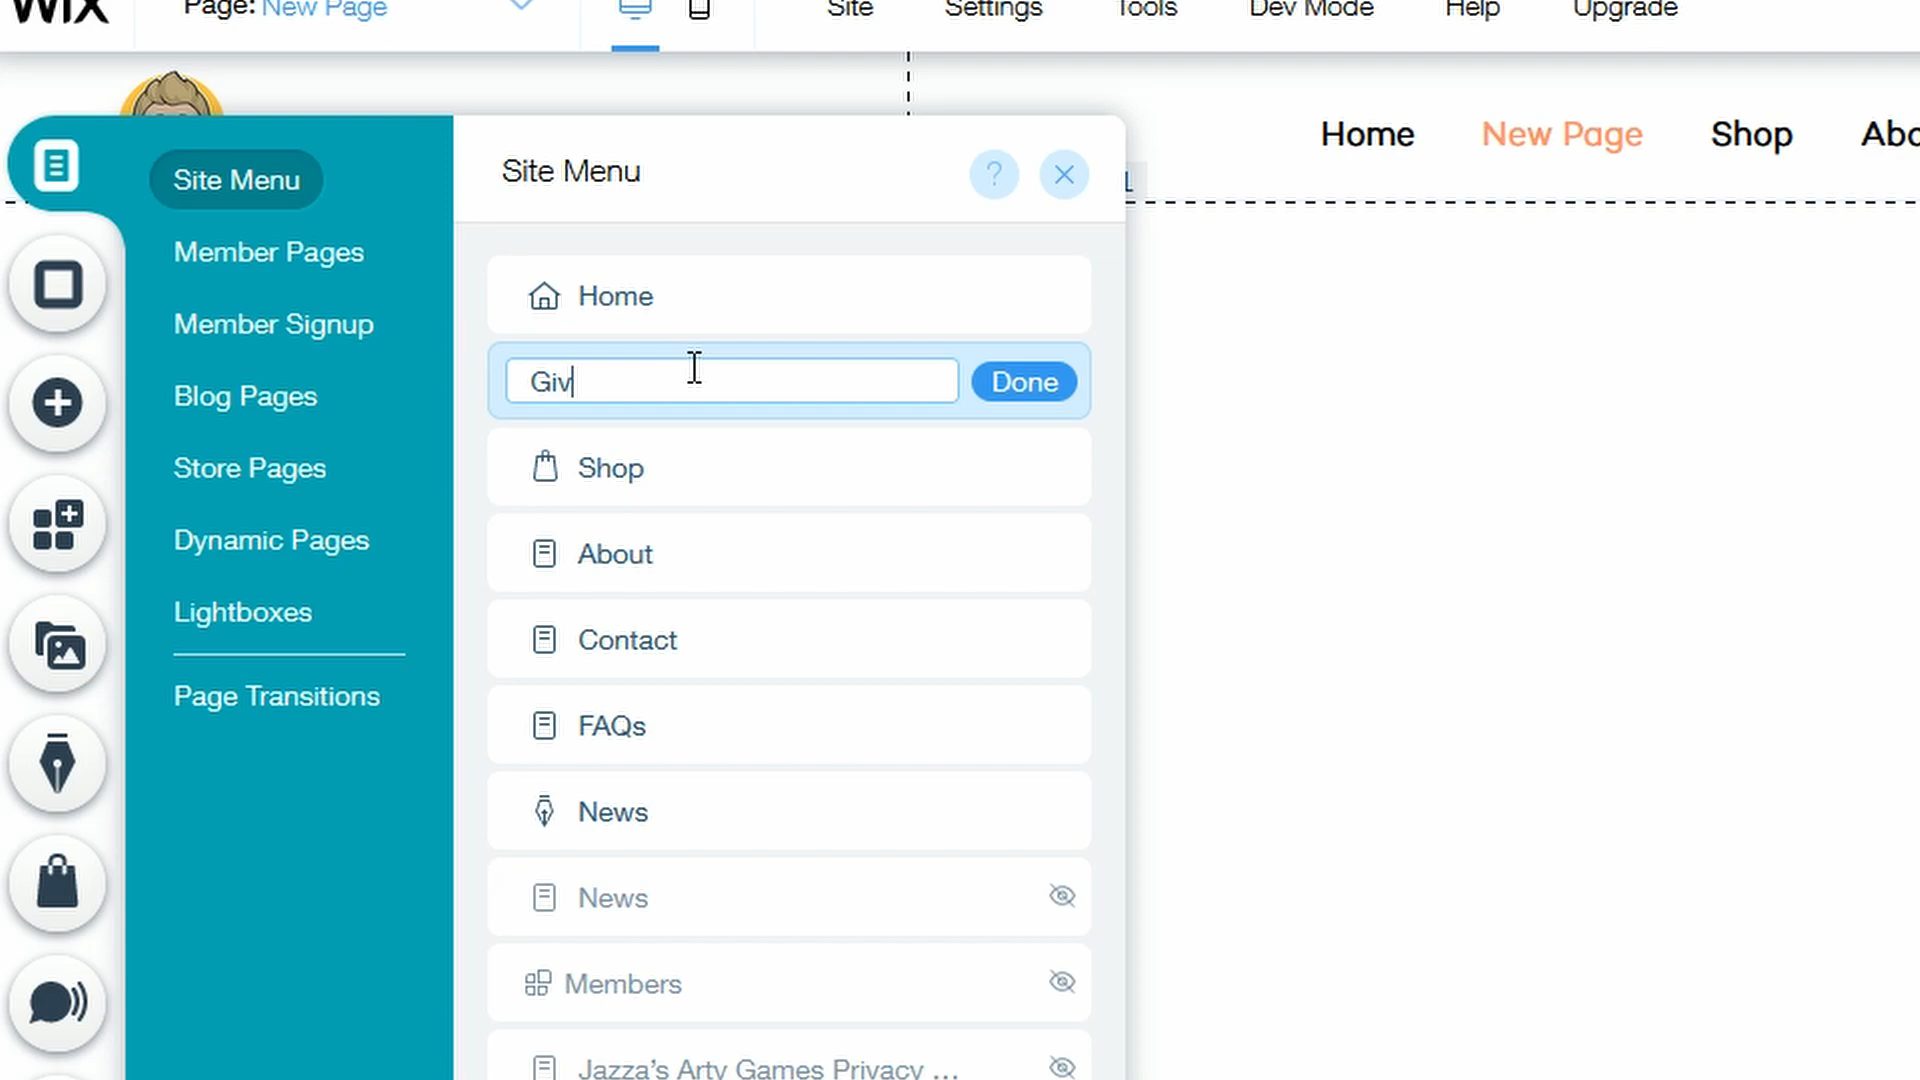 WIX
Page: New Page
Site Settings Tools Dev Mode Help Upgrade
Home New Page Shop
Site Menu
Member Pages
Member Signup
Blog Pages
Store Pages
Dynamic Pages
Lightboxes
Page Transitions
Site Menu ?
Home
Giv Done
Shop
About
Contact
FAQs
News
News
Members
Jazza's Arty Games Privacy ...